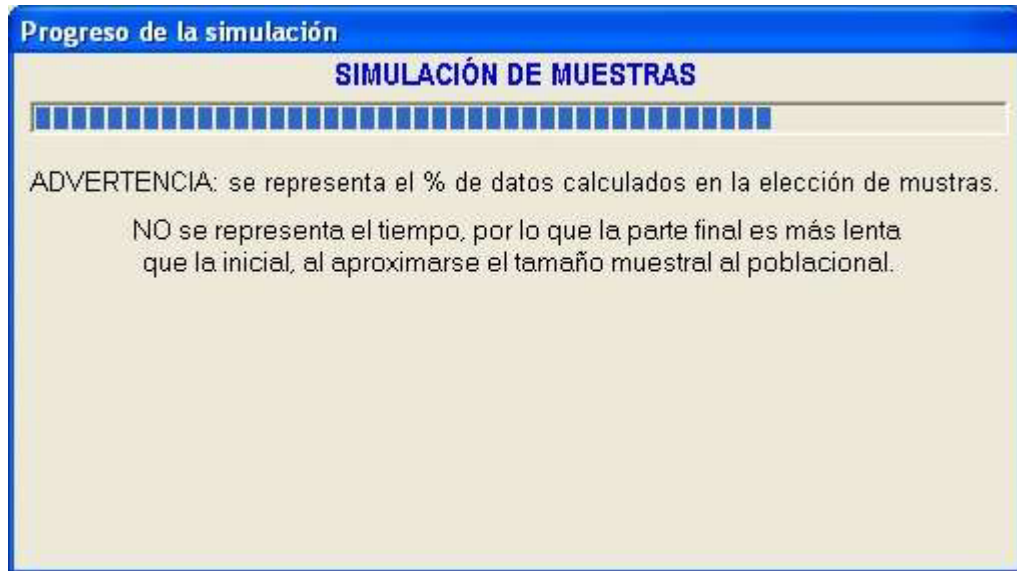 Progreso de la simulación
SIMULACIÓN DE MUESTRAS
ADVERTENCIA: se representa el % de datos calculados en la elección de mustras.
NO se representa el tiempo, por lo que la parte final es más lenta
que la inicial, al aproximarse el tamaño muestral al poblacional.